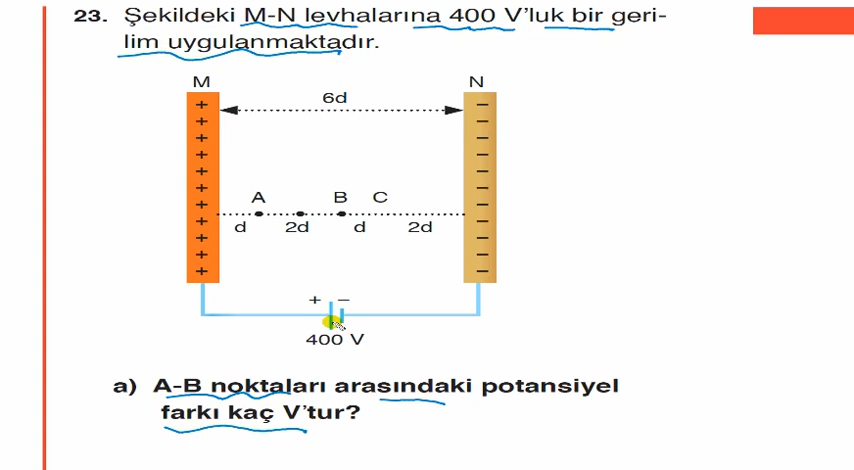 23. Şekildeki M-N levhalarına 400 V'luk bir geri-
lim uygulanmaktadır.
M N
6d
A B C
d 2d d 2d
+ −
400 V
a) A-B noktaları arasındaki potansiyel
farkı kaç V'tur?